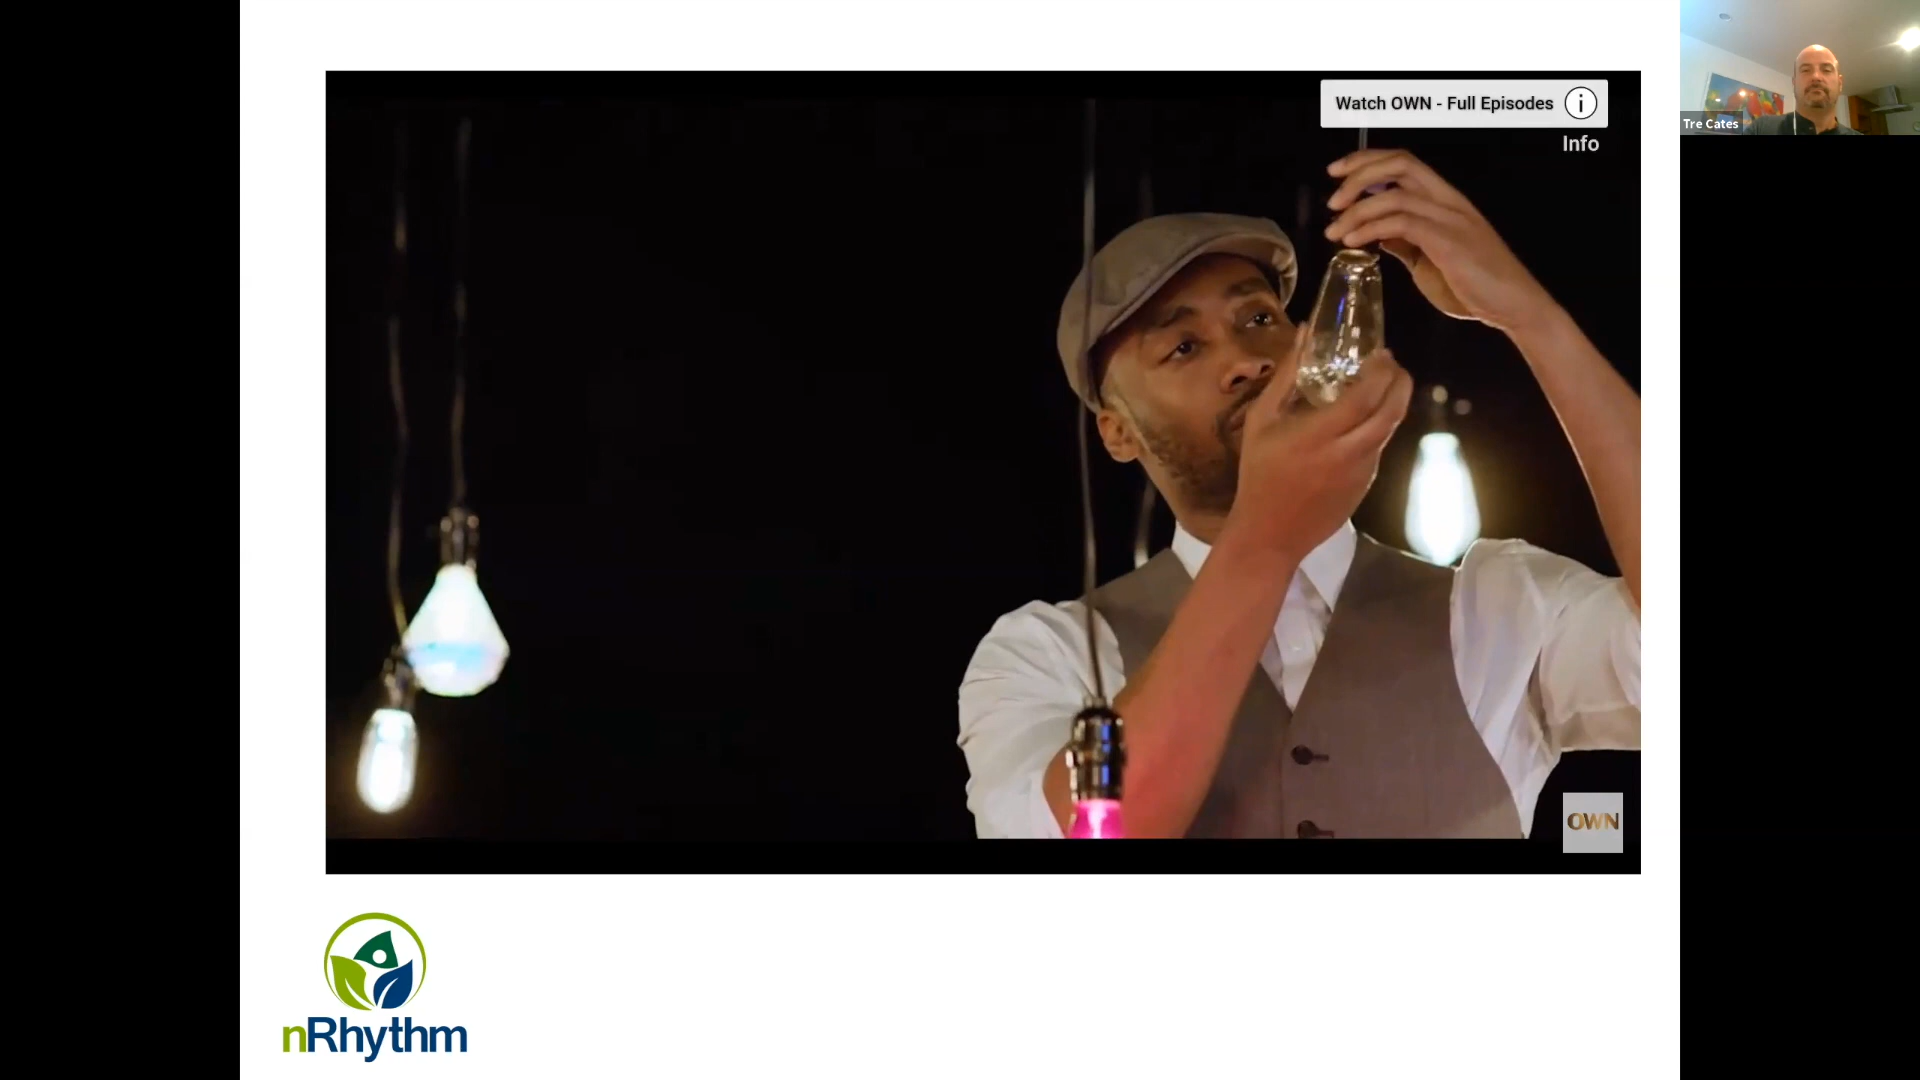 Watch OWN - Full Episodes
Info
Tre Cates
OWN
nRhythm